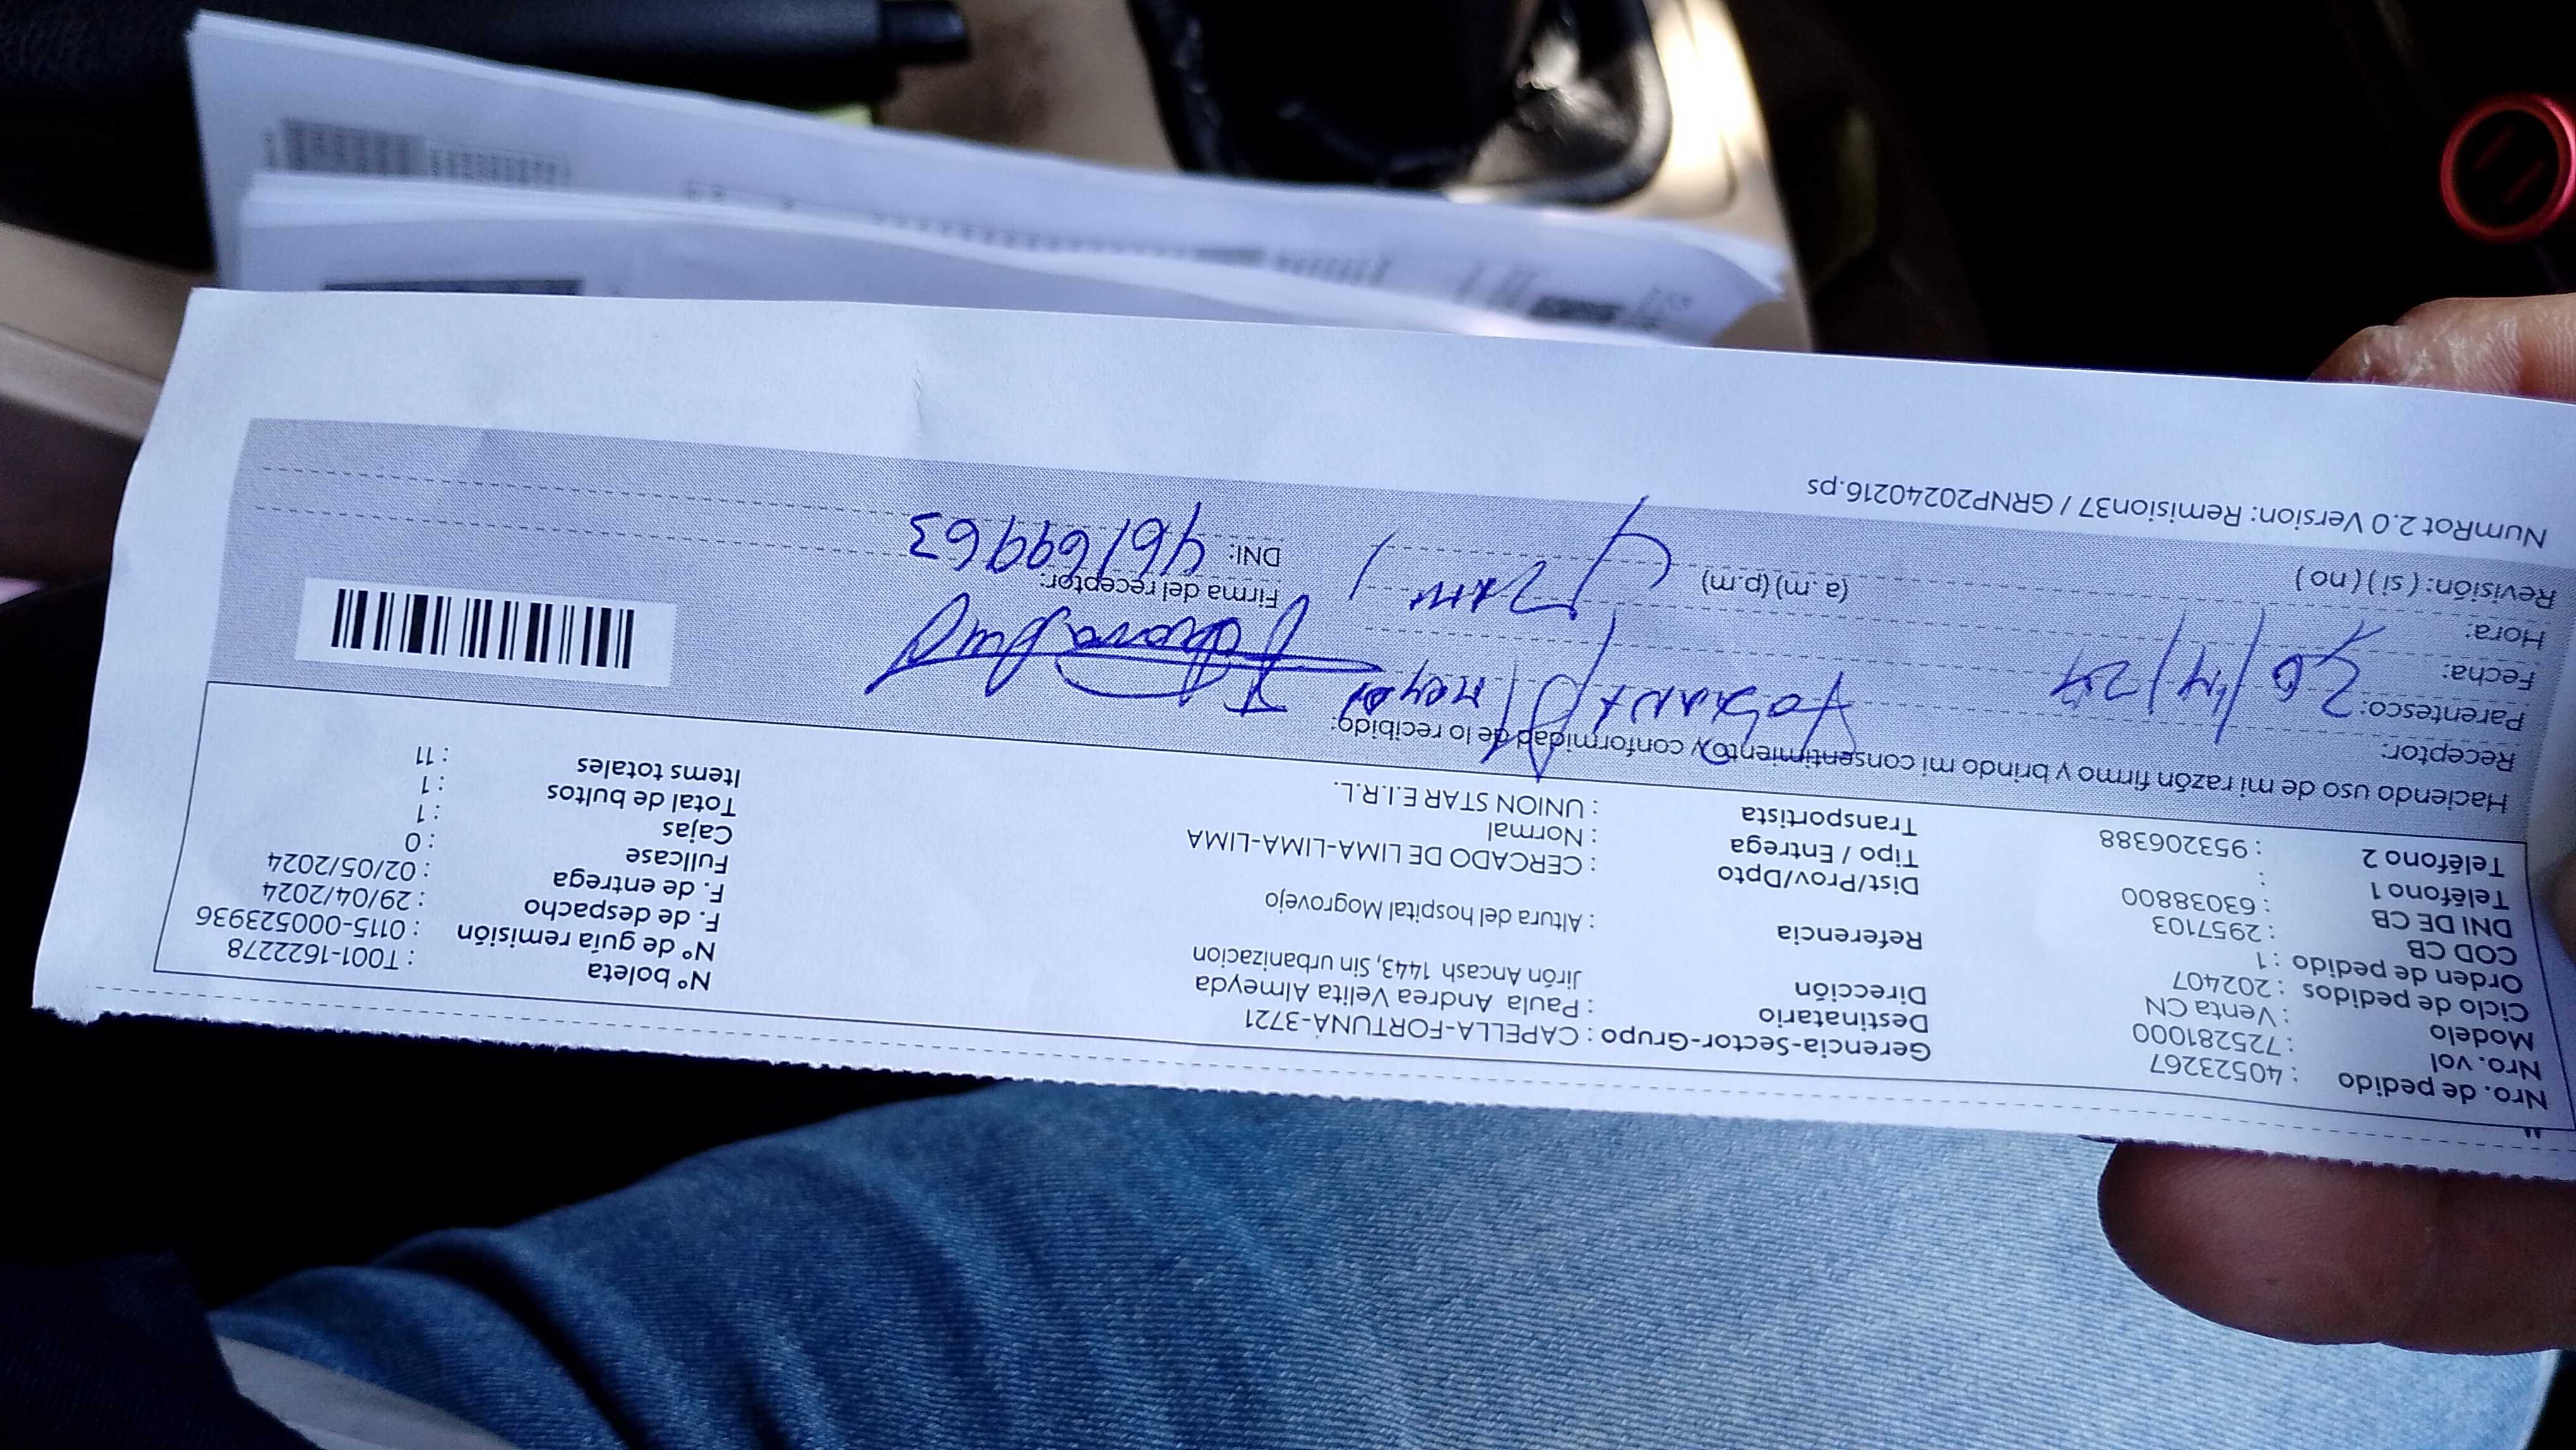 Nro. de pedido : 40523267
Nro. vol : 725281000
Modelo : Venta CN
Ciclo de pedidos : 202407
Orden de pedido : 1
COD CB : 2957103
DNI DE CB : 63038800
Teléfono 1 :
Teléfono 2 : 953206388
Gerencia-Sector-Grupo : CAPELLA-FORTUNA-3721
Destinatario : Paula Andrea Velita Almeyda
Dirección Jirón Ancash 1443, Sin urbanizacion
Referencia : Altura del hospital Mogrovejo
Dist/Prov/Dpto : CERCADO DE LIMA-LIMA-LIMA
Tipo / Entrega : Normal
Transportista : UNION STAR E.I.R.L.
N° boleta : T001-1622278
N° de guía remisión : 0115-000523936
F. de despacho : 29/04/2024
F. de entrega : 02/05/2024
Fullcase : 0
Cajas : 1
Total de bultos : 1
Items totales : 11
Haciendo uso de mi razón firmo y brindo mi consentimiento y conformidad de lo recibido:
Receptor:
Parentesco:
Fecha:
Hora: (a.m) (p.m)
Revisión: ( si ) ( no )
Firma del receptor:
DNI: 46169963
NumRot 2.0 Version: Remision37 / GRNP20240216.ps